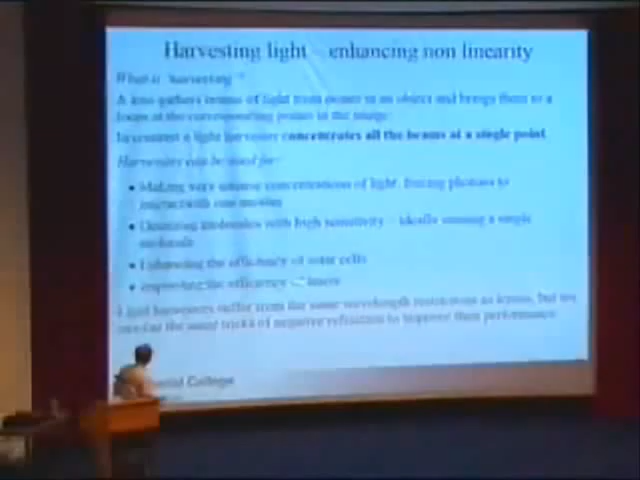 Harvesting light enhancing non linearity
What is 'harvesting'?
A lens gathers beams of light from points in an object and brings them to a
focus at the corresponding points in the image
a light harvester concentrates all the beams at a single point.
Harvesters can be used for:
• Making very intense concentrations of light, forcing photons to
interact with one another
• molecules with high sensitivity ideally sensing a single
molecule
• Enhancing the efficiency of solar cells
• improving the efficiency
Light harvesters suffer from the same wavelength restrictions as lenses, but we
can use the same tricks of negative refraction to improve their performance
College